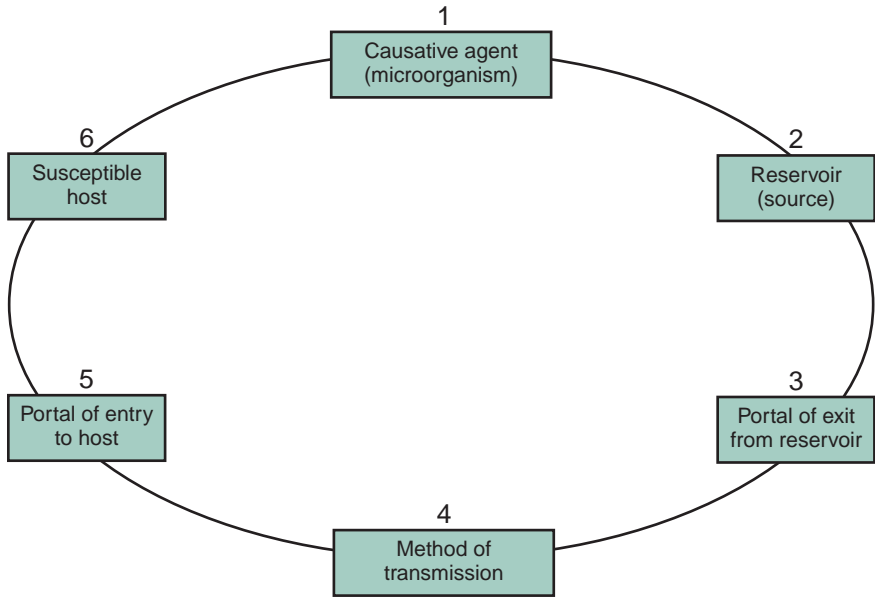 1
Causative agent
(microorganism)
2
Reservoir
(source)
3
Portal of exit
from reservoir
4
Method of
transmission
5
Portal of entry
to host
6
Susceptible
host